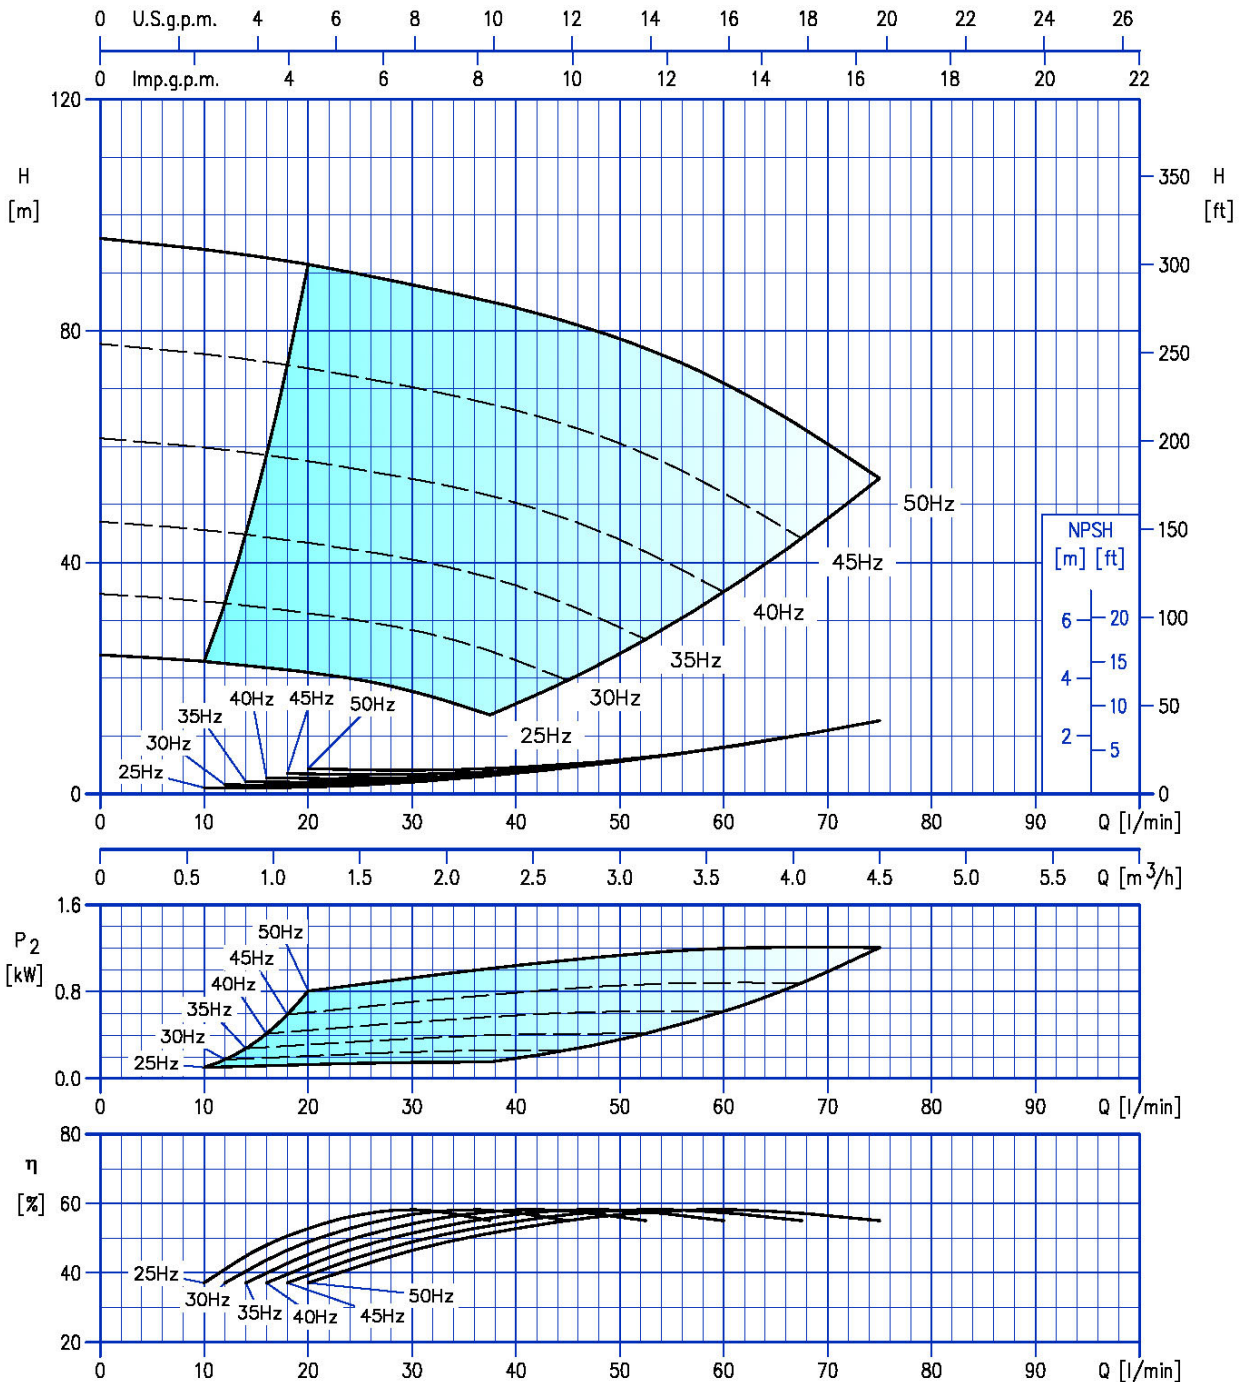 0 U.S.g.p.m. 4 6 8 10 12 14 16 18 20 22 24 26
0 Imp.g.p.m. 4 6 8 10 12 14 16 18 20 22
120
H 350 H
[m] [ft]
300
80
250
200
50Hz
NPSH
150
[m] [ft]
45Hz
40
40Hz
6 20
100
35Hz
15
30Hz
4
40Hz 45Hz 50Hz
10
50
35Hz
25Hz
30Hz
2
5
25Hz
0 0
0 10 20 30 40 50 60 70 80 90 Q [l/min]
0 0.5 1.0 1.5 2.0 2.5 3.0 3.5 4.0 4.5 5.0 5.5 Q [m3/h]
1.6
50Hz
P2
45Hz
[kW]
40Hz
0.8
35Hz
30Hz
25Hz
0.0
0 10 20 30 40 50 60 70 80 90 Q [l/min]
80
η
[%] 60
40
25Hz
30Hz 35Hz 40Hz 45Hz 50Hz
20
0 10 20 30 40 50 60 70 80 90 Q [l/min]